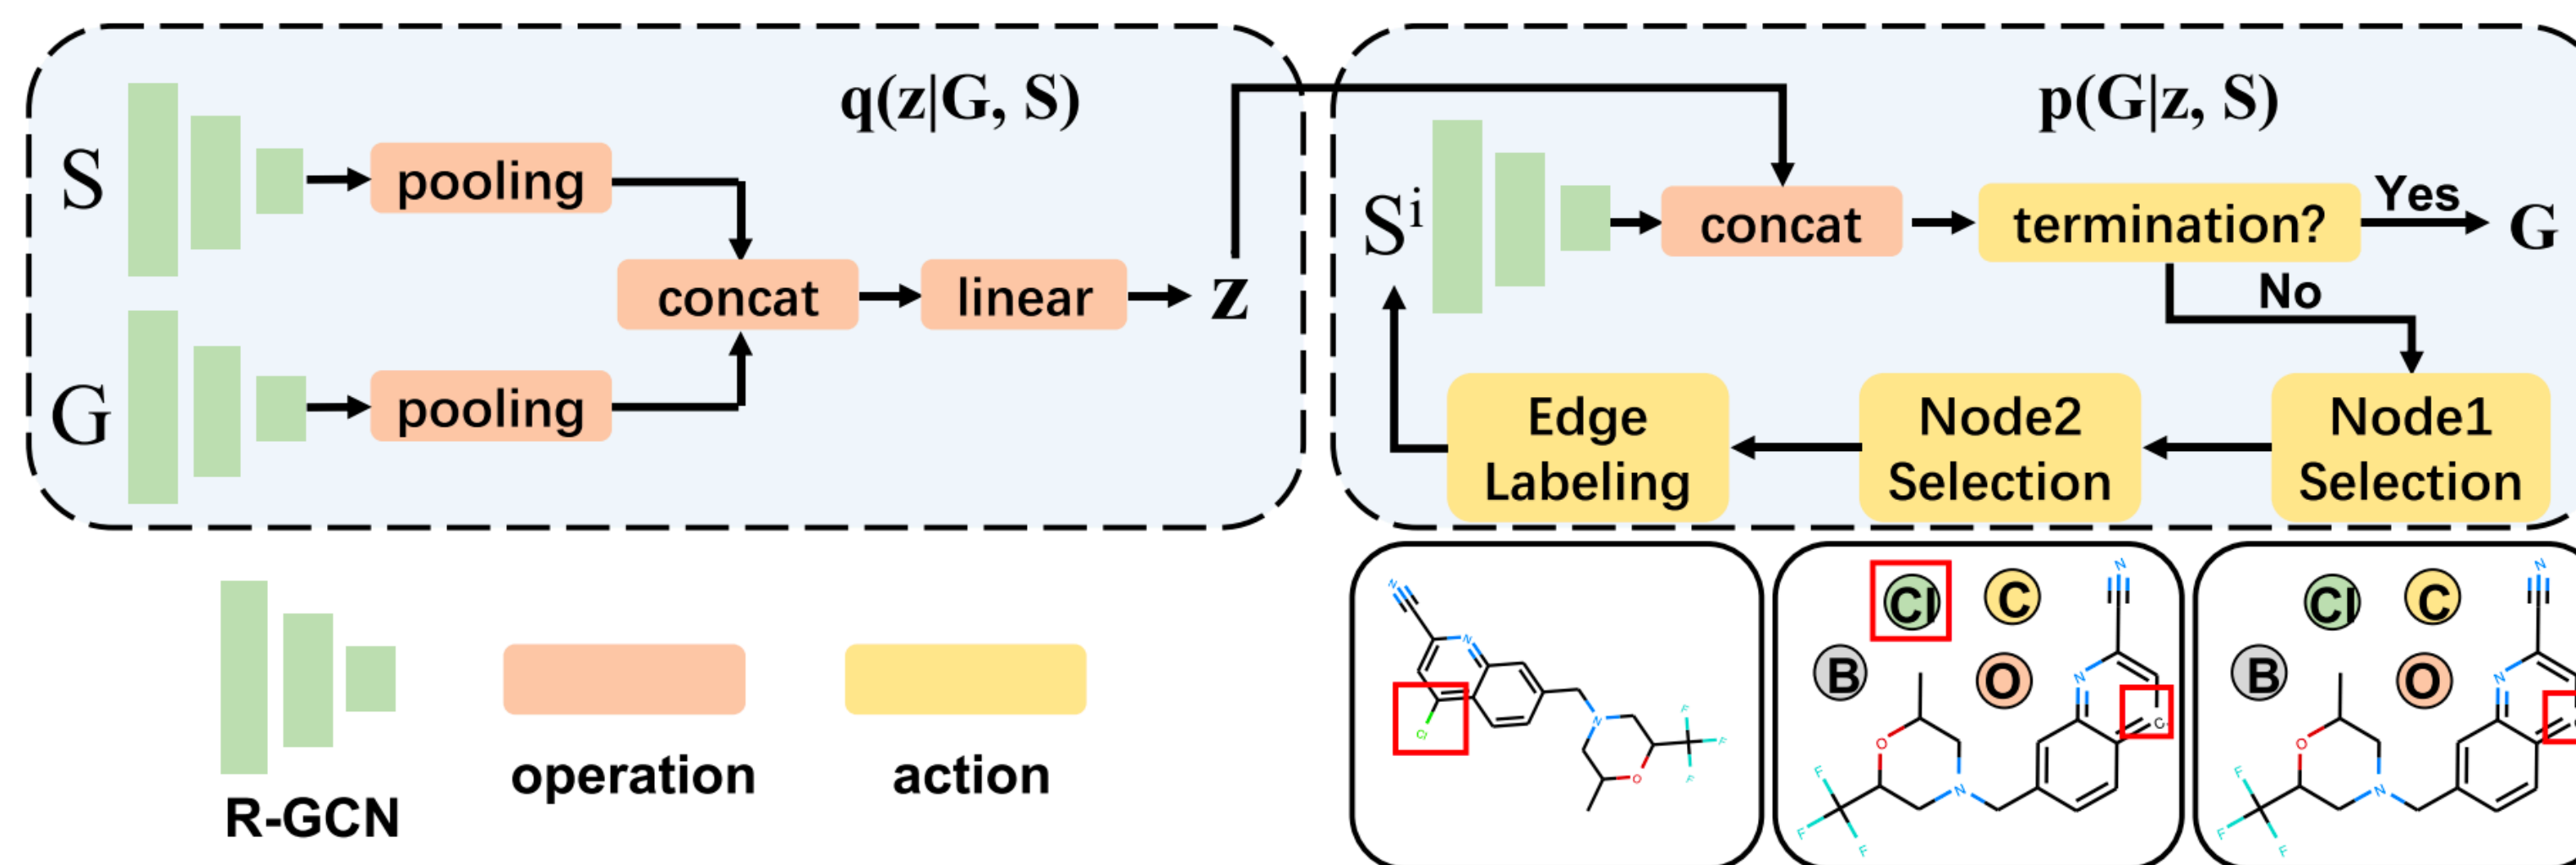 q(z|G, S)
S
pooling
concat
linear
z
G
pooling
p(G|z, S)
Sⁱ
concat
termination?
Yes
G
No
Edge
Labeling
Node2
Selection
Node1
Selection
R-GCN
operation
action
N
N
Cl
N
O
F
F
F
Cl
C
B
O
N
N
C
O
N
F
F
F
Cl
C
B
O
N
N
O
N
F
F
F